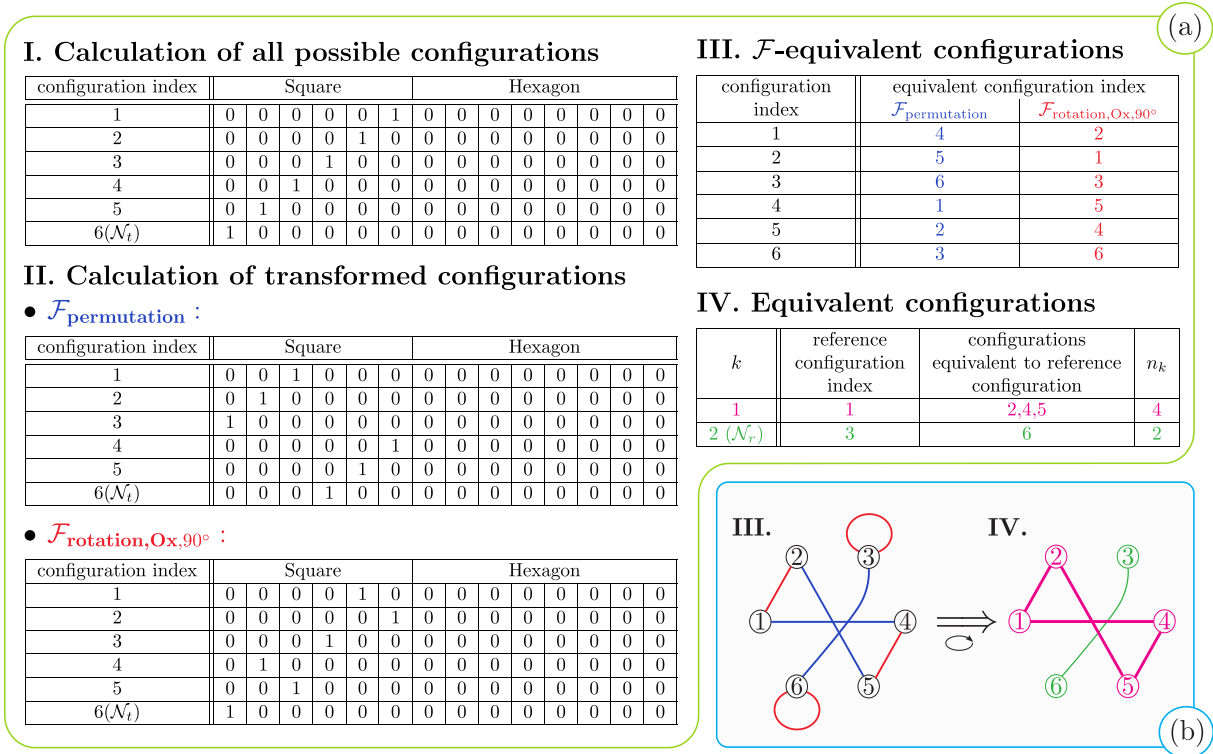 (a)
I. Calculation of all possible configurations
configuration index Square Hexagon
1 0 0 0 0 0 1 0 0 0 0 0 0 0 0
2 0 0 0 0 1 0 0 0 0 0 0 0 0 0
3 0 0 0 1 0 0 0 0 0 0 0 0 0 0
4 0 0 1 0 0 0 0 0 0 0 0 0 0 0
5 0 1 0 0 0 0 0 0 0 0 0 0 0 0
6(𝒩t) 1 0 0 0 0 0 0 0 0 0 0 0 0 0
II. Calculation of transformed configurations
• ℱpermutation :
configuration index Square Hexagon
1 0 0 1 0 0 0 0 0 0 0 0 0 0 0
2 0 1 0 0 0 0 0 0 0 0 0 0 0 0
3 1 0 0 0 0 0 0 0 0 0 0 0 0 0
4 0 0 0 0 0 1 0 0 0 0 0 0 0 0
5 0 0 0 0 1 0 0 0 0 0 0 0 0 0
6(𝒩t) 0 0 0 1 0 0 0 0 0 0 0 0 0 0
• ℱrotation,Ox,90° :
configuration index Square Hexagon
1 0 0 0 0 1 0 0 0 0 0 0 0 0 0
2 0 0 0 0 0 1 0 0 0 0 0 0 0 0
3 0 0 0 1 0 0 0 0 0 0 0 0 0 0
4 0 1 0 0 0 0 0 0 0 0 0 0 0 0
5 0 0 1 0 0 0 0 0 0 0 0 0 0 0
6(𝒩t) 1 0 0 0 0 0 0 0 0 0 0 0 0 0
III. ℱ-equivalent configurations
configuration equivalent configuration index
index ℱpermutation ℱrotation,Ox,90°
1 4 2
2 5 1
3 6 3
4 1 5
5 2 4
6 3 6
IV. Equivalent configurations
reference configurations
k configuration equivalent to reference nk
index configuration
1 1 2,4,5 4
2 (𝒩r) 3 6 2
III. IV.
2 3 2 3
1 4 1 4
6 5 6 5
(b)